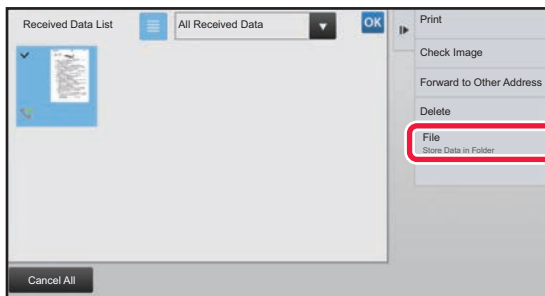 Received Data List
All Received Data
OK
Print
Check Image
Forward to Other Address
Delete
File
Store Data in Folder
Cancel All